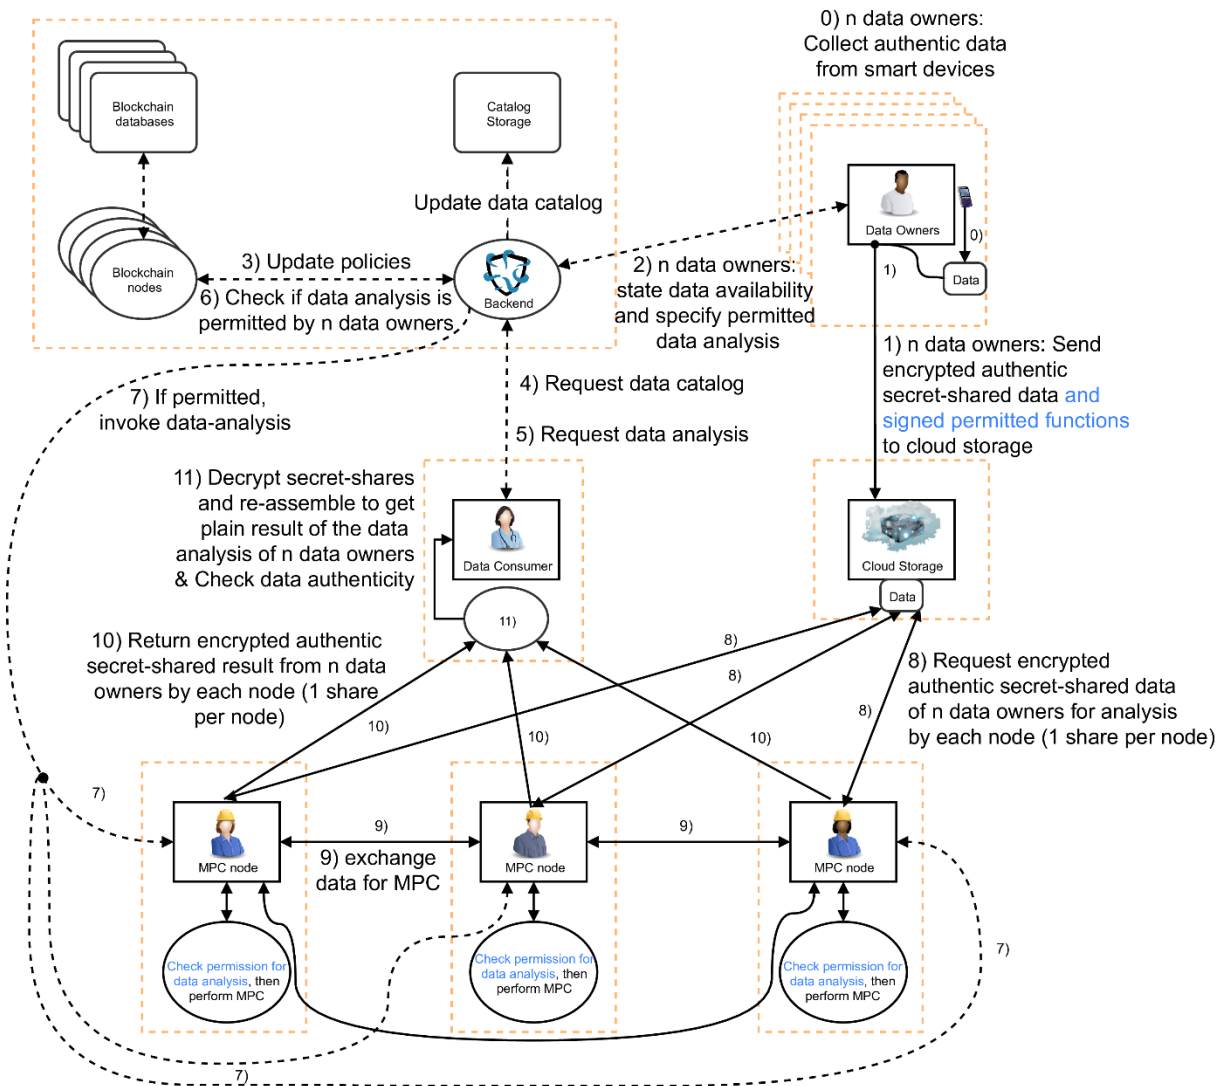 0) n data owners:
Collect authentic data
from smart devices
Blockchain
databases
Catalog
Storage
Update data catalog
Data Owners
0)
Data
1)
Blockchain
nodes
3) Update policies
6) Check if data analysis is
permitted by n data owners
Backend
2) n data owners:
state data availability
and specify permitted
data analysis
1) n data owners: Send
encrypted authentic
secret-shared data and
signed permitted functions
to cloud storage
7) If permitted,
invoke data-analysis
4) Request data catalog
5) Request data analysis
11) Decrypt secret-shares
and re-assemble to get
plain result of the data
analysis of n data owners
& Check data authenticity
Data Consumer
11)
Cloud Storage
Data
10) Return encrypted authentic
secret-shared result from n data
owners by each node (1 share
per node)
8)
8)
8)
8) Request encrypted
authentic secret-shared data
of n data owners for analysis
by each node (1 share per node)
10)
10)
10)
7)
MPC node
9)
9) exchange
data for MPC
MPC node
9)
MPC node
Check permission for
data analysis, then
perform MPC
Check permission for
data analysis, then
perform MPC
Check permission for
data analysis, then
perform MPC
7)
7)